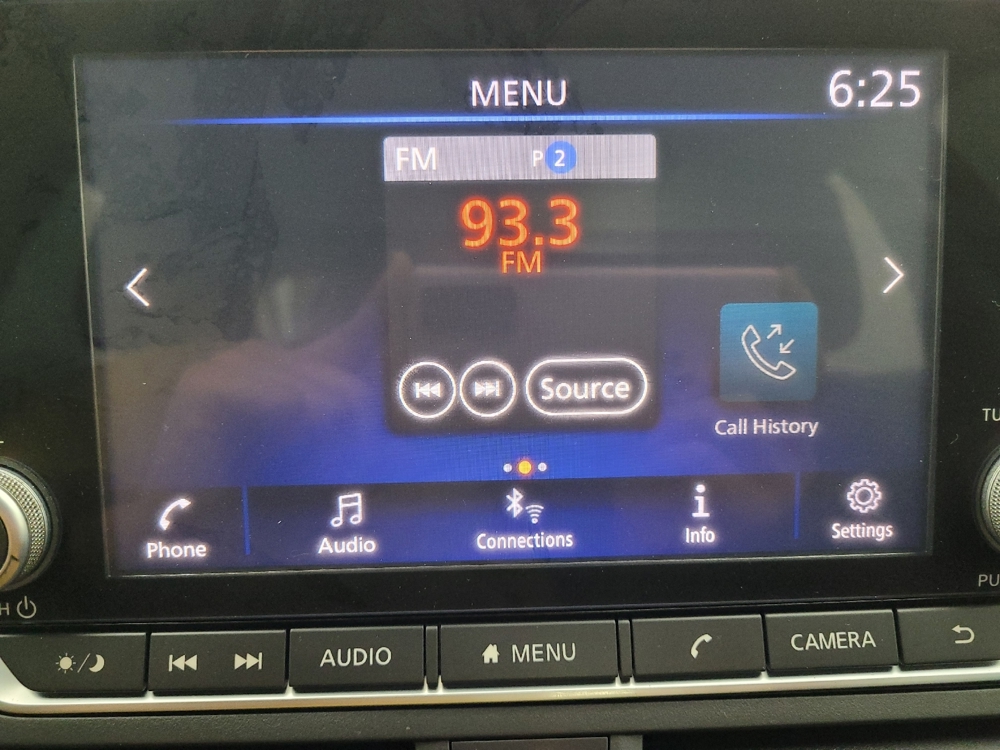 MENU 6:25
FM P 2
93.3
FM
Source
Call History
Phone Audio Connections Info Settings
AUDIO MENU CAMERA